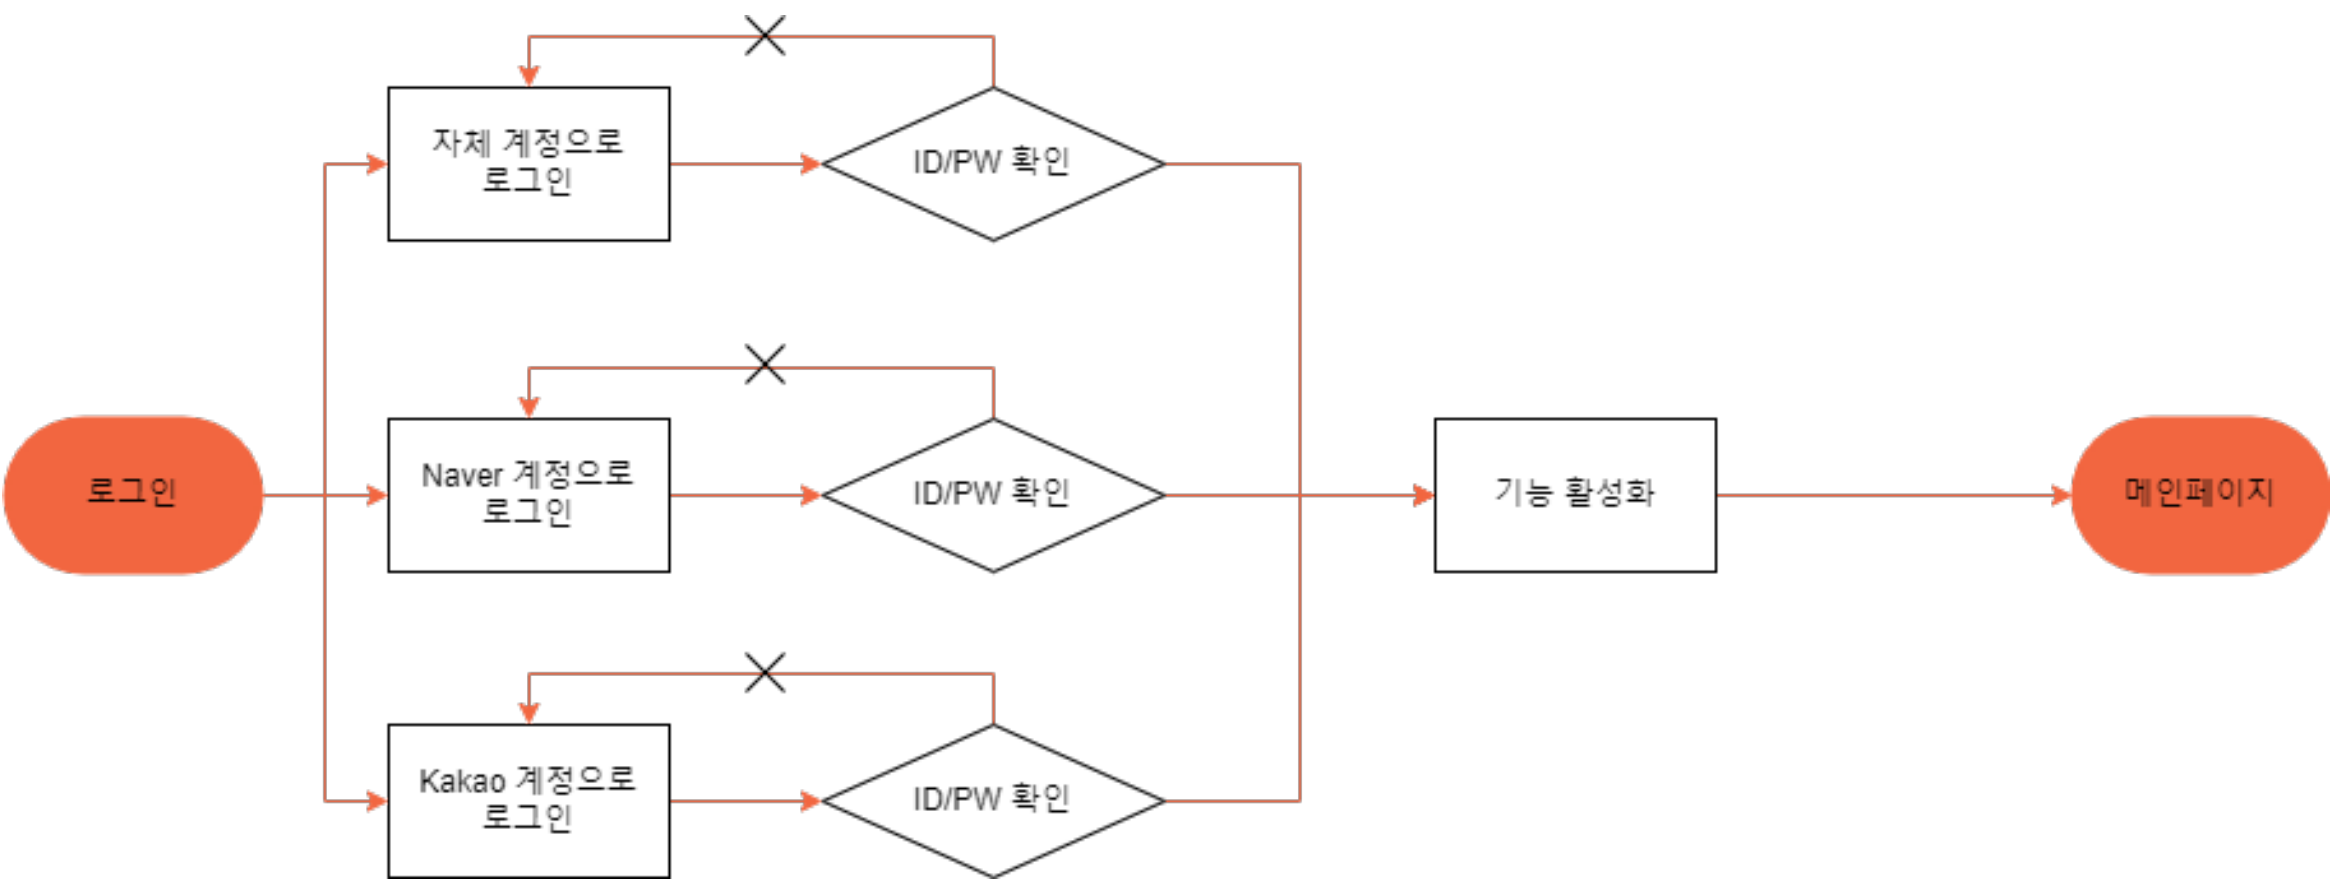 자체 계정으로
로그인
ID/PW 확인
로그인
Naver 계정으로
로그인
ID/PW 확인
기능 활성화
메인페이지
Kakao 계정으로
로그인
ID/PW 확인